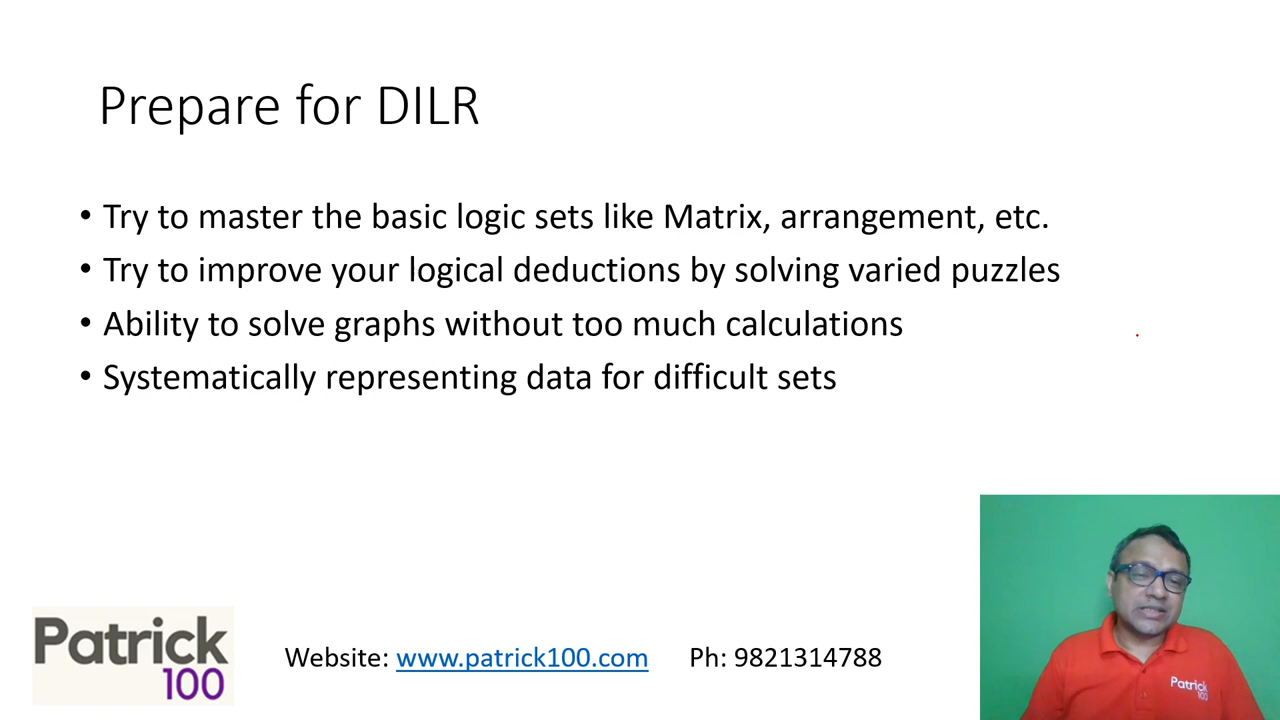 Prepare for DILR
• Try to master the basic logic sets like Matrix, arrangement, etc.
• Try to improve your logical deductions by solving varied puzzles
• Ability to solve graphs without too much calculations
• Systematically representing data for difficult sets
Patrick
100
Website: www.patrick100.com Ph: 9821314788
Patrick
100